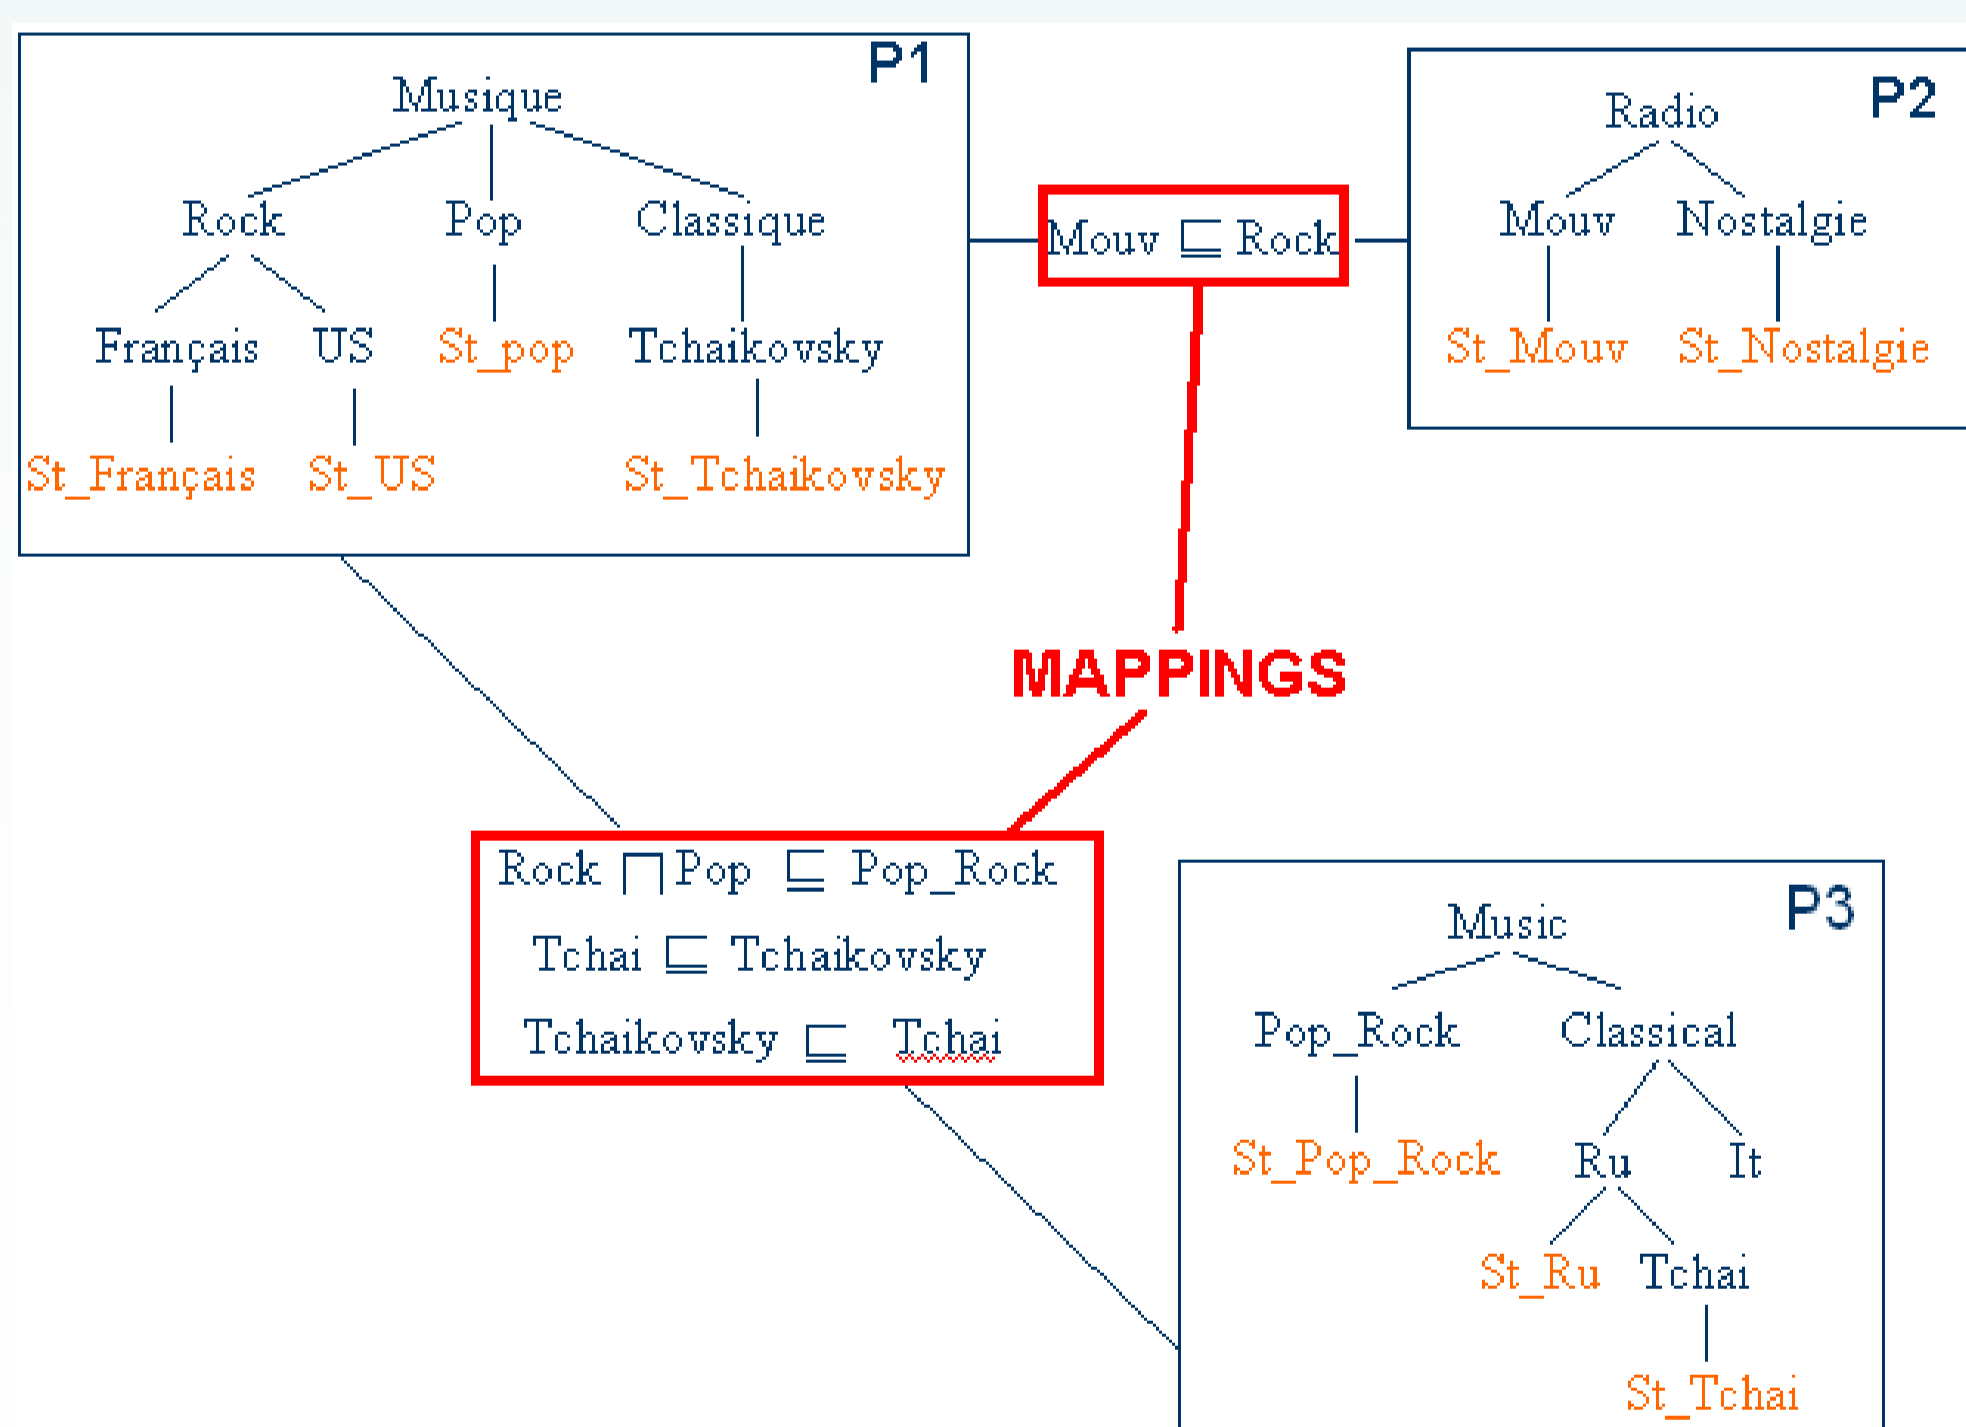 P1
Musique
Rock Pop Classique
Français US St_pop Tchaikovsky
St_Français St_US St_Tchaikovsky
Mouv ⊑ Rock
P2
Radio
Mouv Nostalgie
St_Mouv St_Nostalgie
MAPPINGS
Rock ⊓ Pop ⊑ Pop_Rock
Tchai ⊑ Tchaikovsky
Tchaikovsky ⊑ Tchai
P3
Music
Pop_Rock Classical
St_Pop_Rock Ru It
St_Ru Tchai
St_Tchai